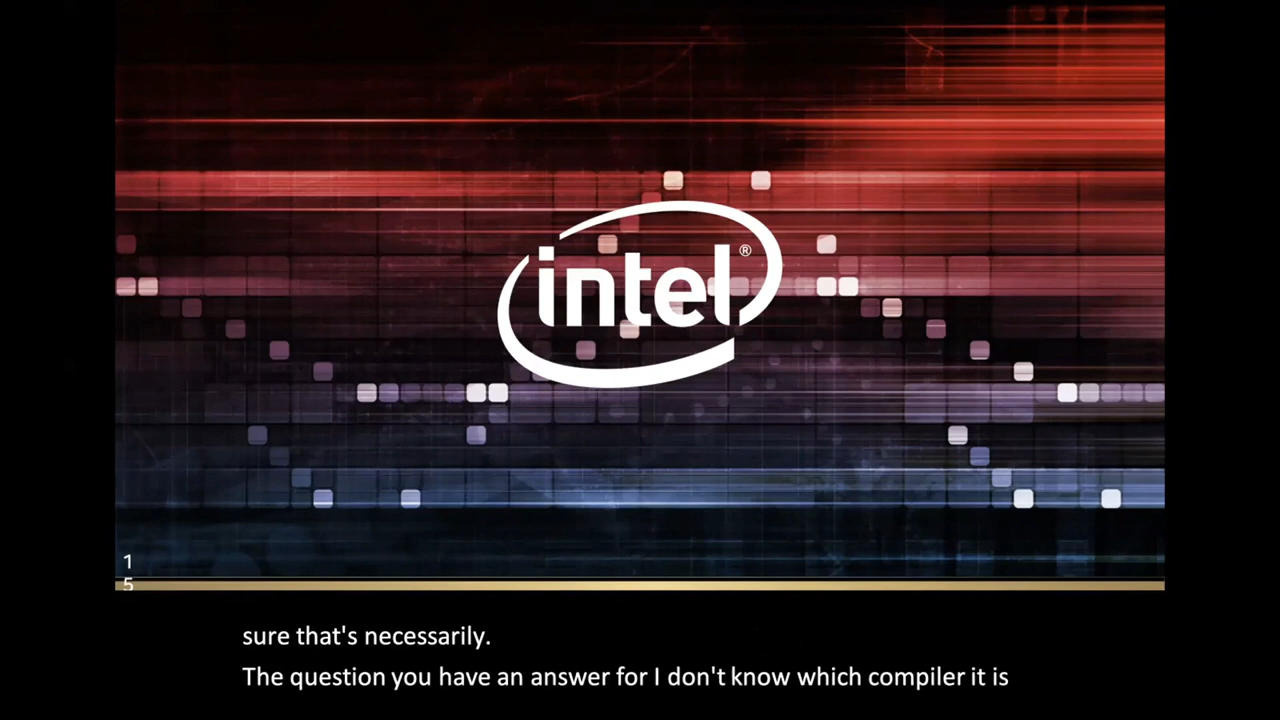 intel®
1
5
sure that's necessarily.
The question you have an answer for I don't know which compiler it is